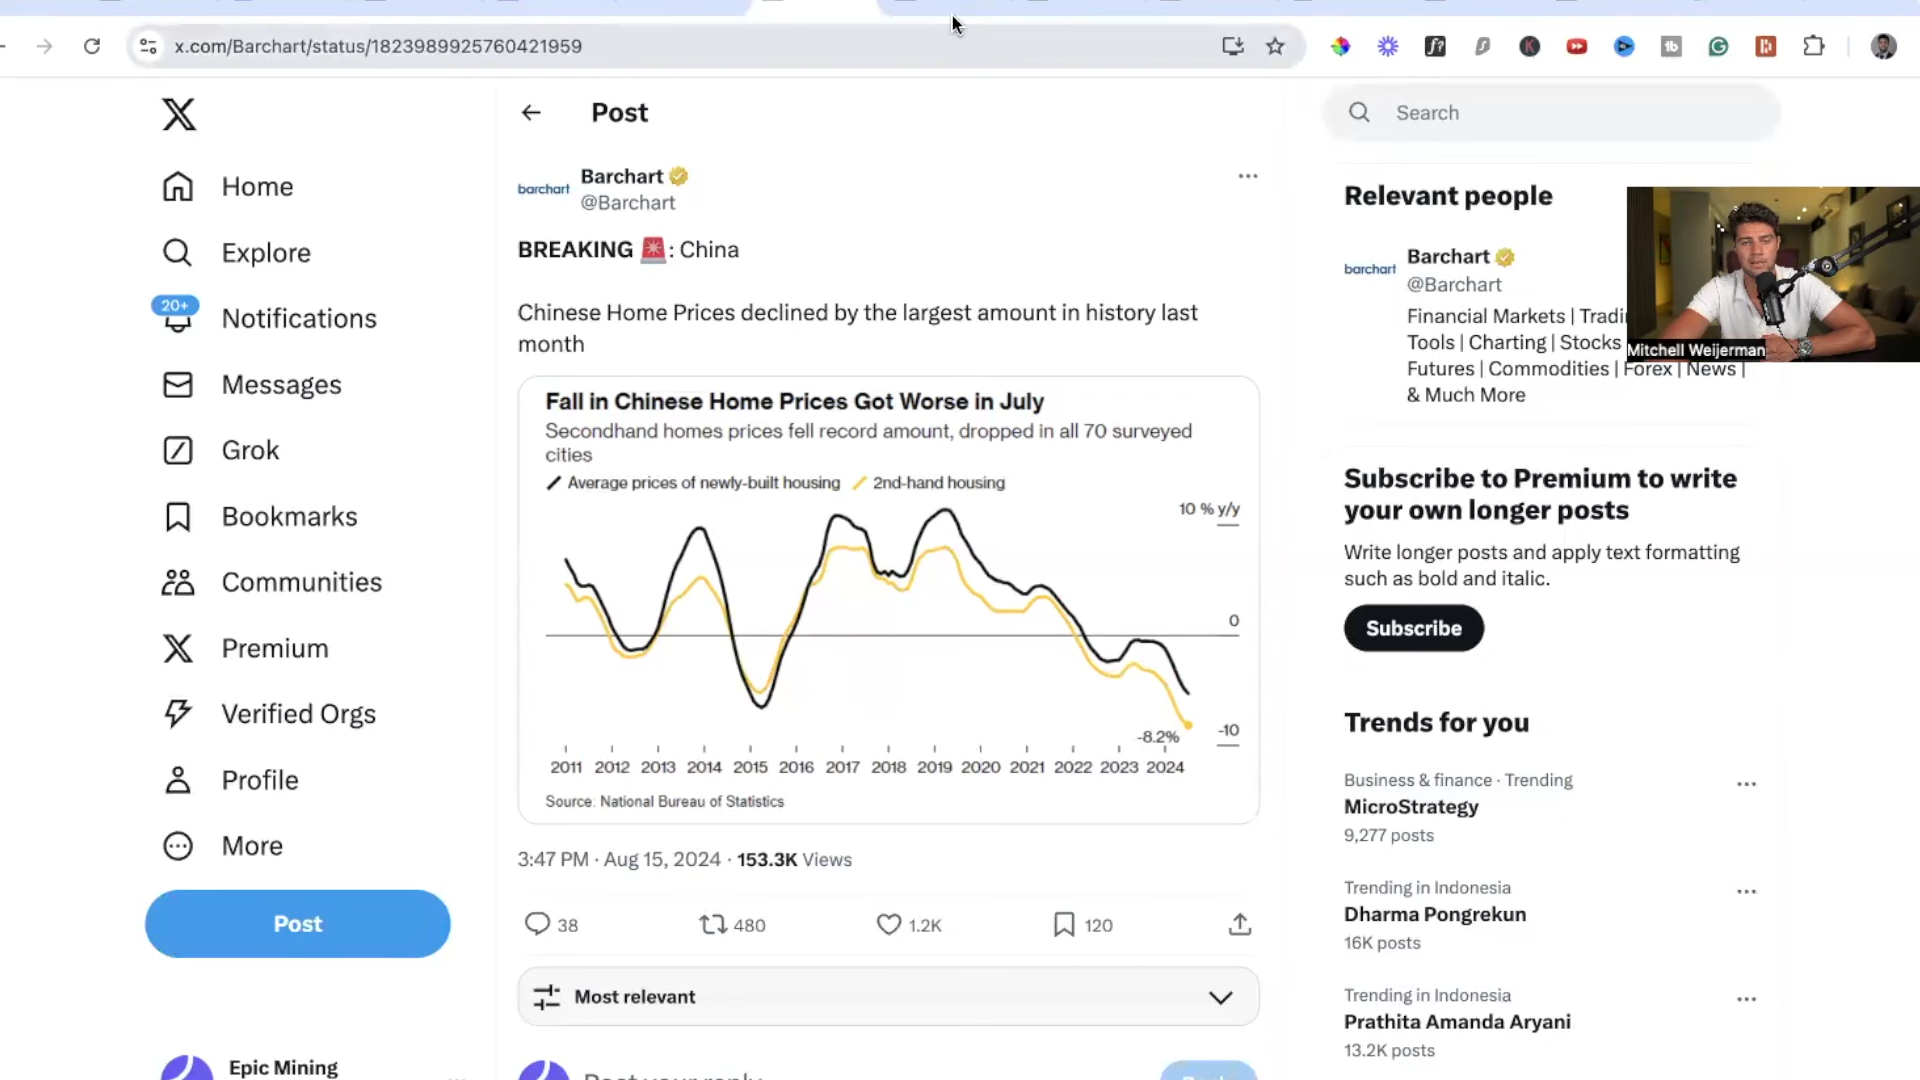 x.com/Barchart/status/1823989925760421959
Post
Search
Home
Explore
20+
Notifications
Messages
Grok
Bookmarks
Communities
Premium
Verified Orgs
Profile
More
Post
Epic Mining
barchart
Barchart
@Barchart
BREAKING 🚨: China
Chinese Home Prices declined by the largest amount in history last
month
Fall in Chinese Home Prices Got Worse in July
Secondhand homes prices fell record amount, dropped in all 70 surveyed
cities
Average prices of newly-built housing 2nd-hand housing
10 % y/y
0
-8.2%
-10
2011 2012 2013 2014 2015 2016 2017 2018 2019 2020 2021 2022 2023 2024
Source: National Bureau of Statistics
3:47 PM · Aug 15, 2024 · 153.3K Views
38 480 1.2K 120
Most relevant
Relevant people
barchart
Barchart
@Barchart
Financial Markets |
Tools | Charting | Stocks
Futures | Commodities | Forex | News |
& Much More
Mitchell Weijerman
Subscribe to Premium to write
your own longer posts
Write longer posts and apply text formatting
such as bold and italic.
Subscribe
Trends for you
Business & finance · Trending
MicroStrategy
9,277 posts
Trending in Indonesia
Dharma Pongrekun
16K posts
Trending in Indonesia
Prathita Amanda Aryani
13.2K posts